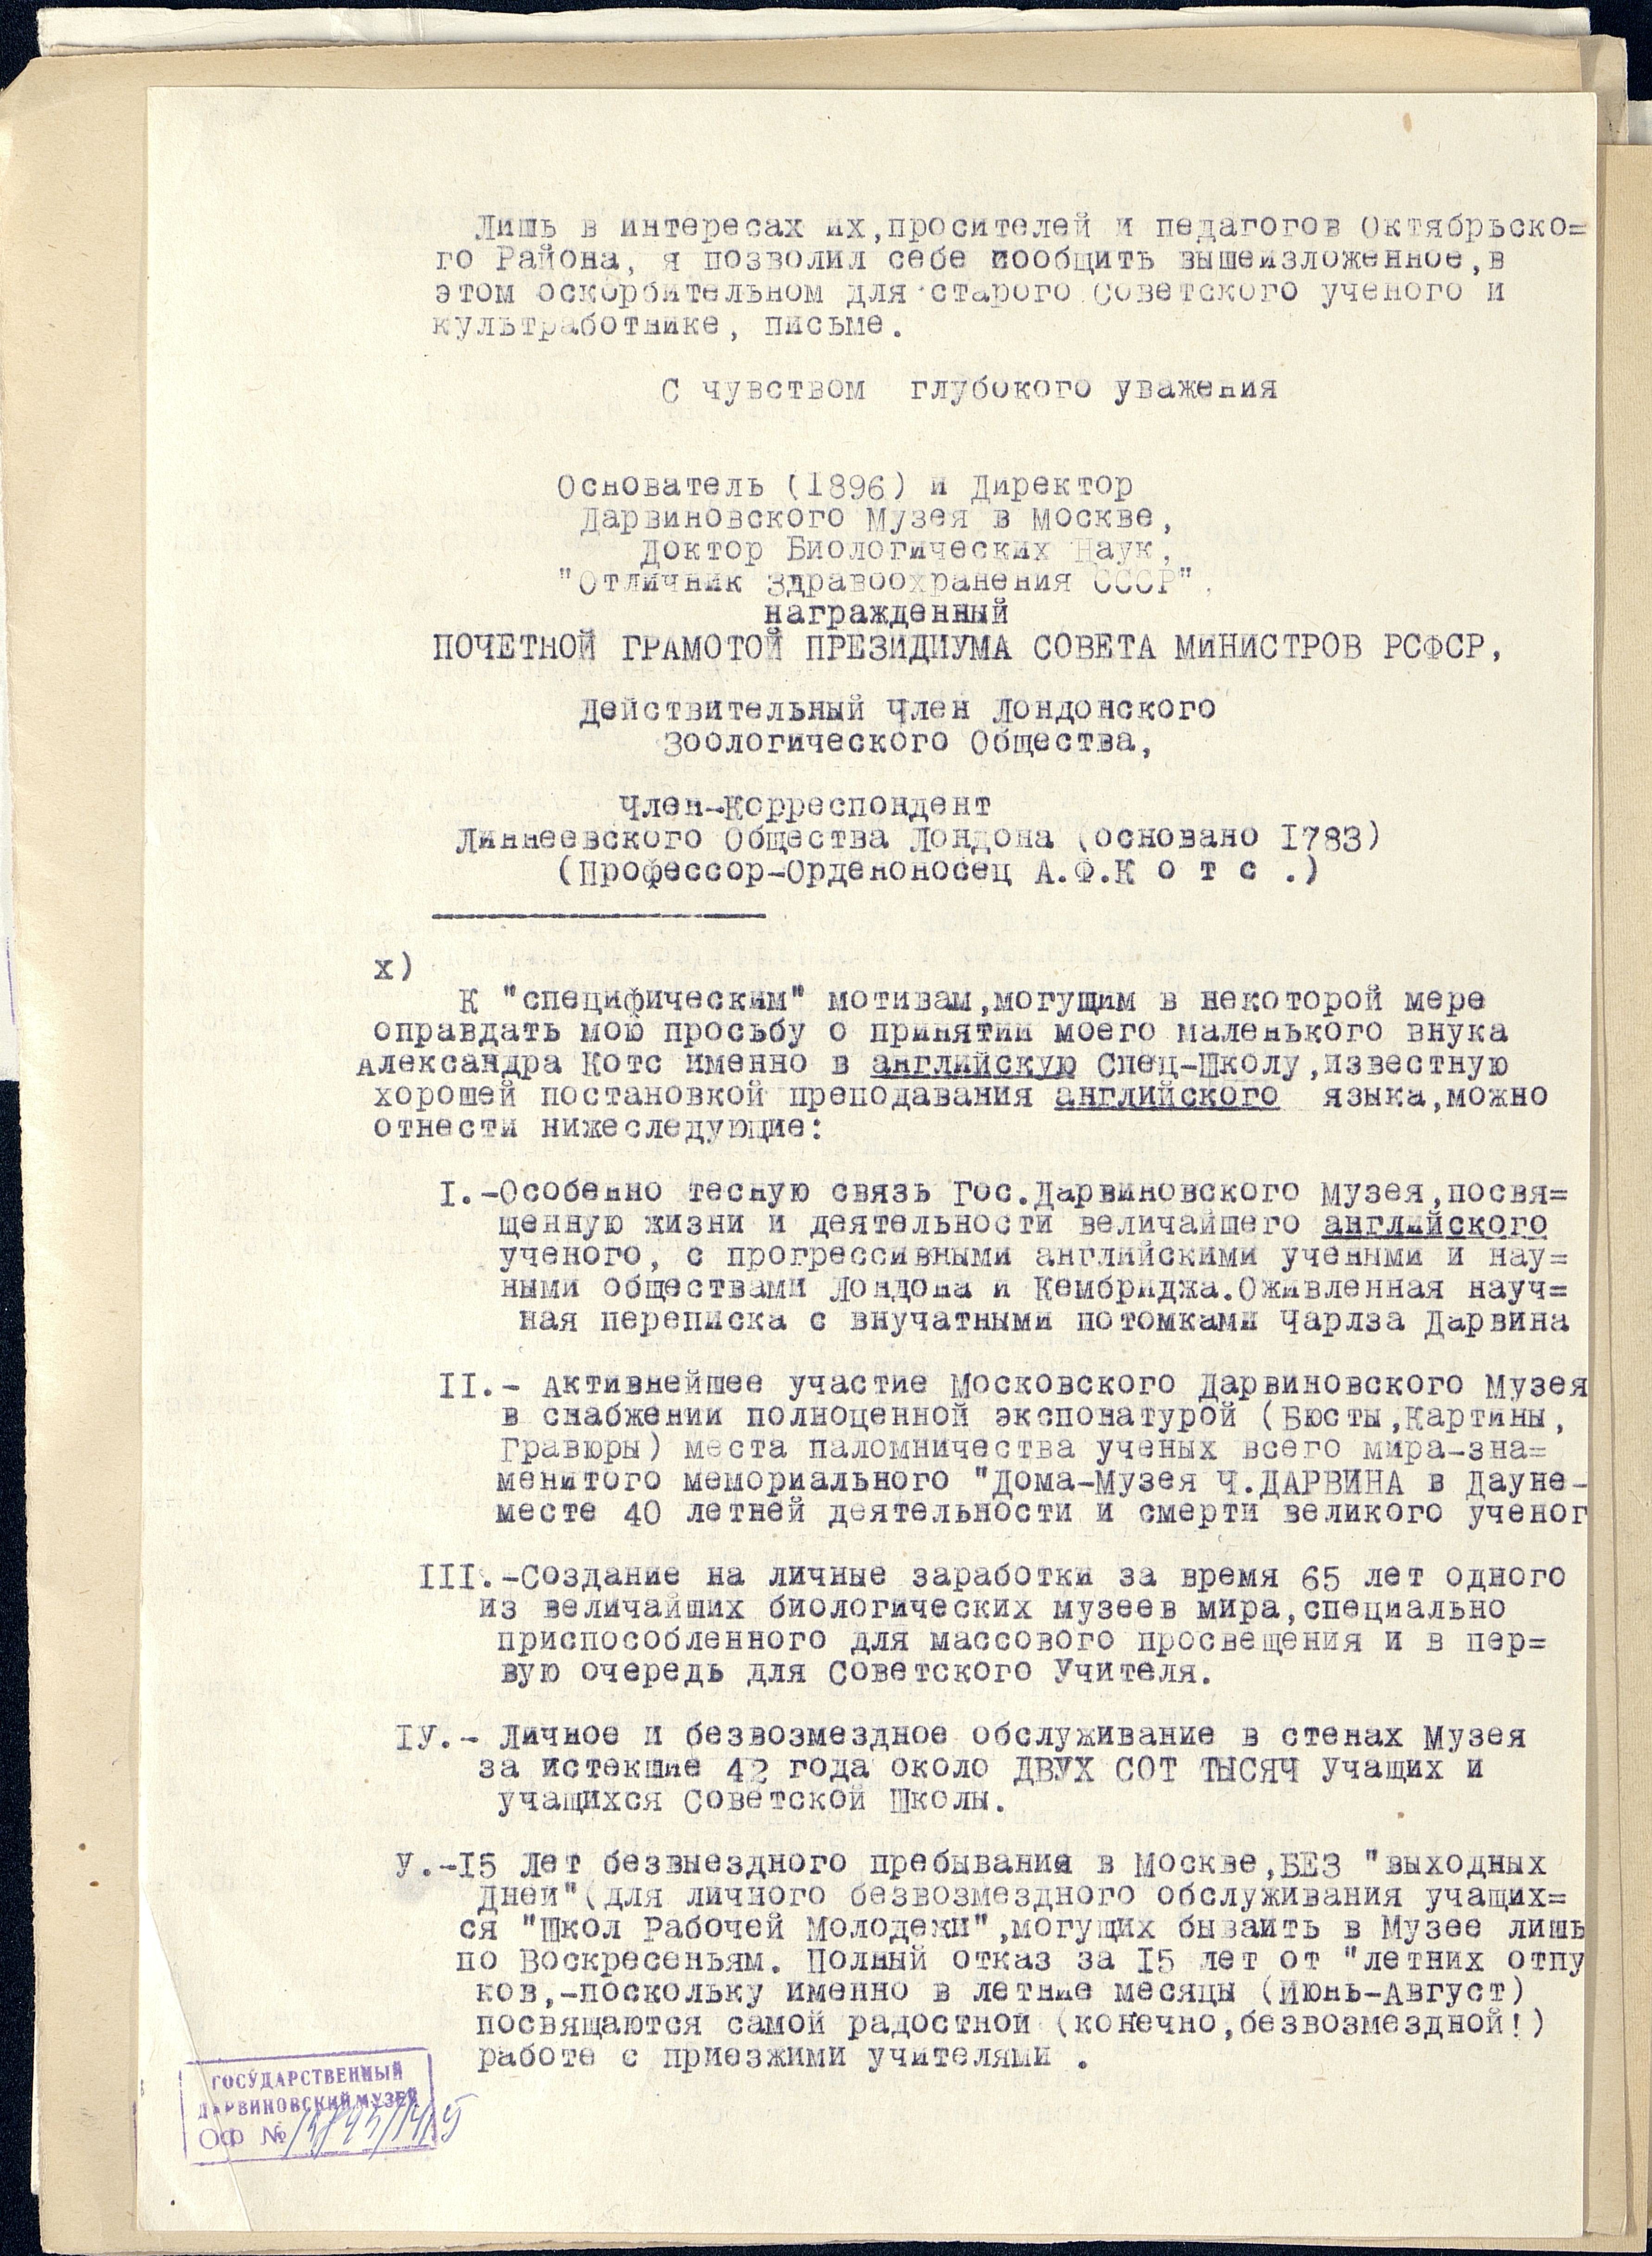 Лишь в интересах их,просителей и педагогов Октябрьско=
го Района, я позволил себе сообщить вышеизложенное,в
этом оскорбительном для старого Советского ученого и
культработнике, письме.
С чувством глубокого уважения
Основатель (1896) и Директор
Дарвиновского Музея в Москве,
Доктор Биологических Наук,
"Отличник Здравоохранения СССР",
награжденный
ПОЧЕТНОЙ ГРАМОТОЙ ПРЕЗИДИУМА СОВЕТА МИНИСТРОВ РСФСР,
Действительный Член Лондонского
Зоологического Общества,
Член-Корреспондент
Линнеевского Общества Лондона (основано I783)
(Профессор-Орденоносец А.Ф.К о т с .)
х)
К "специфическим" мотивам,могущим в некоторой мере
оправдать мою просьбу о принятии моего маленького внука
Александра Котс именно в английскую Спец-Школу,известную
хорошей постановкой преподавания английского языка,можно
отнести нижеследующие:
I.-Особенно тесную связь Гос.Дарвиновского Музея,посвя=
щенную жизни и деятельности величайшего английского
ученого, с прогрессивными английскими учеными и нау=
ными обществами Лондона и Кембриджа.Оживленная науч=
ная переписка с внучатными потомками Чарлза Дарвина
II.- Активнейшее участие Московского Дарвиновского Музея
в снабжении полноценной экспонатурой (Бюсты,Картины,
Гравюры) места паломничества ученых всего мира-зна=
менитого мемориального "Дома-Музея Ч.ДАРВИНА в Дауне-
месте 40 летней деятельности и смерти великого ученог
III.-Создание на личные заработки за время 65 лет одного
из величайших биологических музеев мира,специально
приспособленного для массового просвещения и в пер=
вую очередь для Советского Учителя.
IУ.- Личное и безвозмездное обслуживание в стенах Музея
за истекшие 42 года около ДВУХ СОТ ТЫСЯЧ Учащих и
учащихся Советской Школы.
У.-I5 Лет безвыездного пребывания в Москве,БЕЗ "выходных
Дней"(для личного безвозмездного обслуживания учащих=
ся "Школ Рабочей Молодежи",могущих бываить в Музее лишь
по Воскресеньям. Полный отказ за I5 лет от "летних отпу
ков,-поскольку именно в летние месяцы (Июнь-Август)
посвящаются самой радостной (конечно,безвозмездной!)
работе с приезжими учителями .
ГОСУДАРСТВЕННЫЙ
ДАРВИНОВСКИЙ МУЗЕЙ
ОФ №